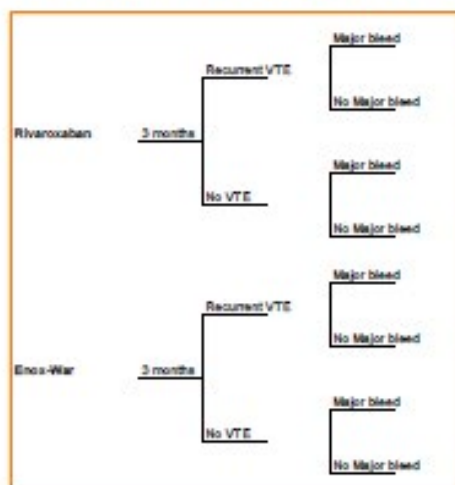 Major bleed
Recurrent VTE
No Major bleed
Rivaroxaban 3 months
Major bleed
No VTE
No Major bleed
Major bleed
Recurrent VTE
No Major bleed
Enox-War 3 months
Major bleed
No VTE
No Major bleed